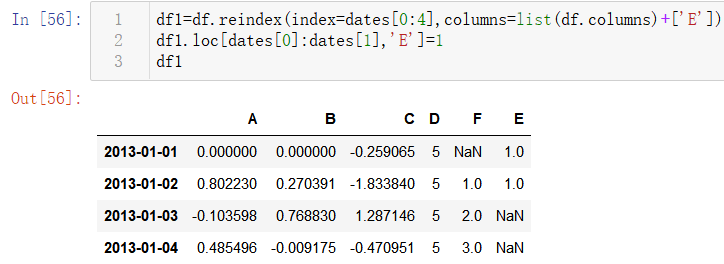 In [56]:
1 df1=df.reindex(index=dates[0:4],columns=list(df.columns)+['E'])
2 df1.loc[dates[0]:dates[1],'E']=1
3 df1
Out[56]:
A B C D F E
2013-01-01 0.000000 0.000000 -0.259065 5 NaN 1.0
2013-01-02 0.802230 0.270391 -1.833840 5 1.0 1.0
2013-01-03 -0.103598 0.768830 1.287146 5 2.0 NaN
2013-01-04 0.485496 -0.009175 -0.470951 5 3.0 NaN